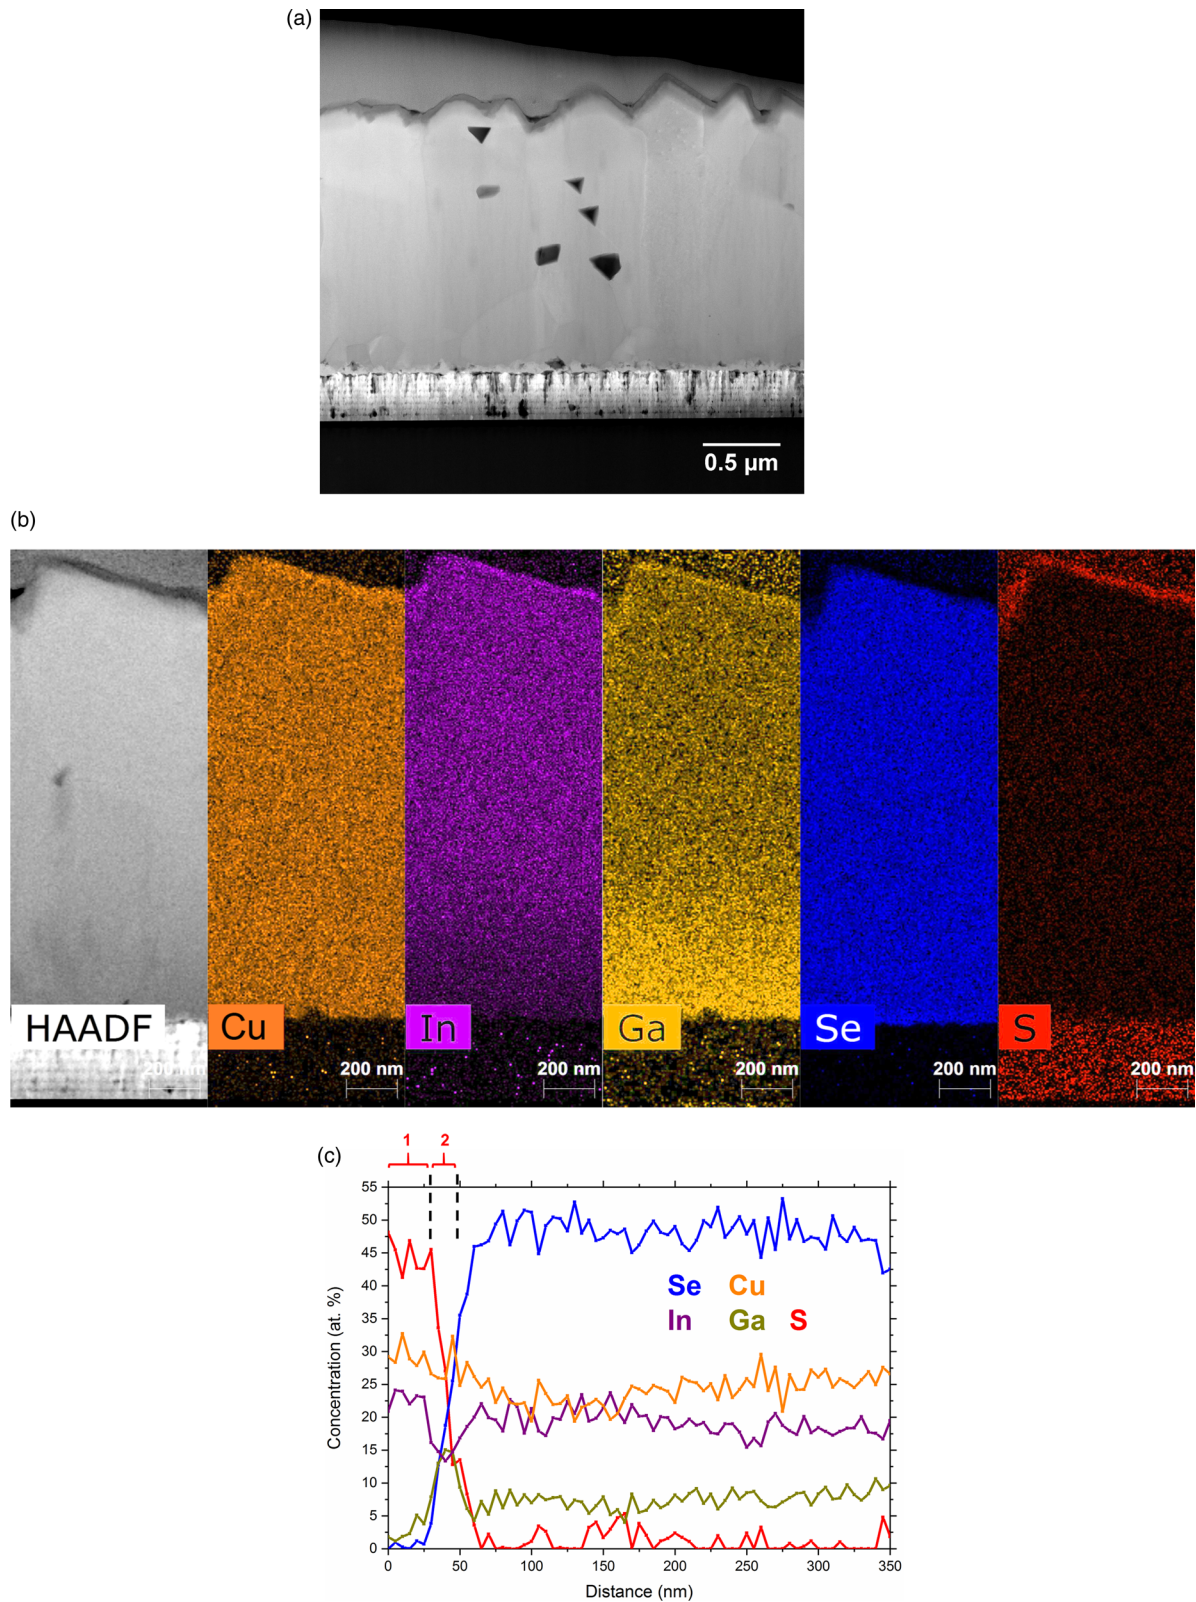 (a)
0.5 µm
(b)
HAADF Cu In Ga Se S
200 nm 200 nm 200 nm 200 nm 200 nm 200 nm
(c)
1 2
55
50
45
40
35
30
25
20
15
10
5
0
Concentration (at. %)
Se Cu
In Ga S
0 50 100 150 200 250 300 350
Distance (nm)